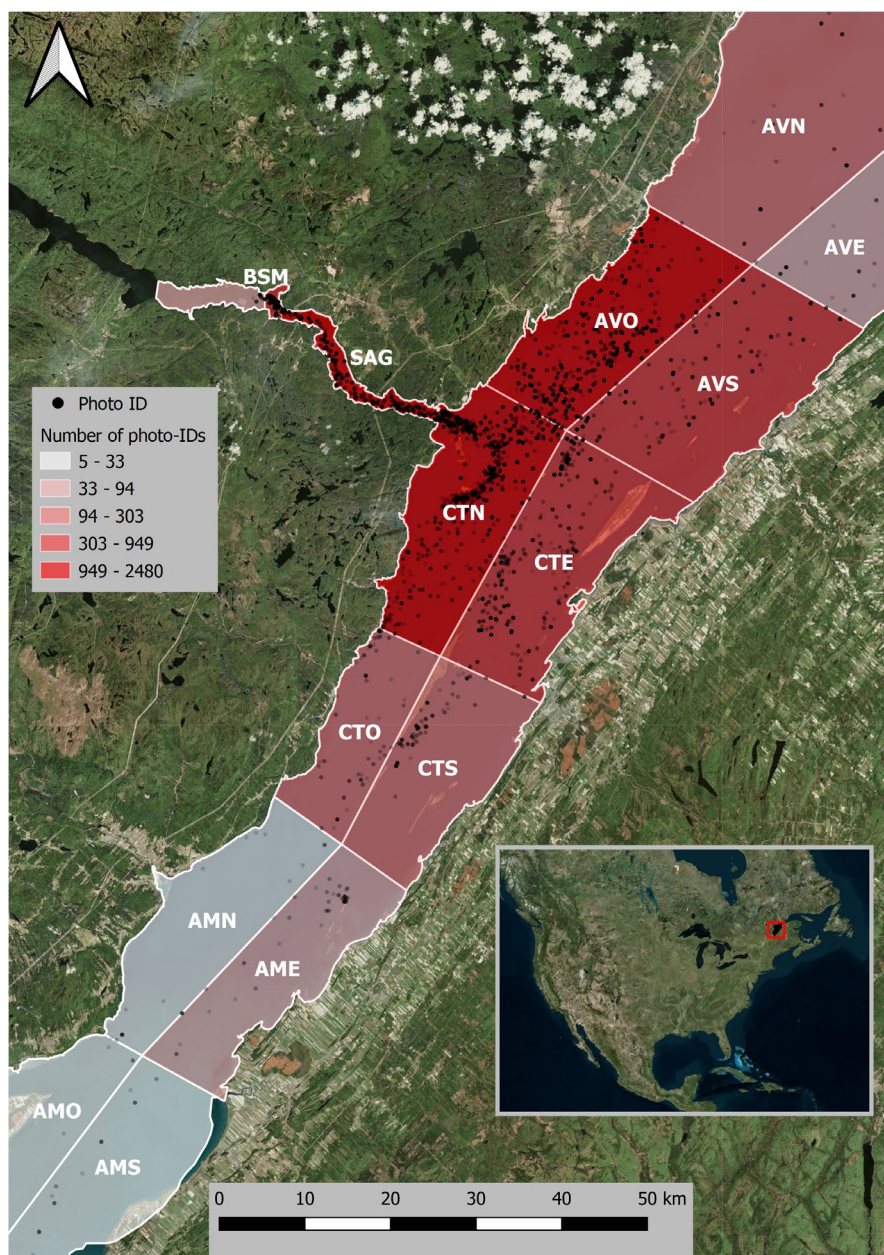 AVN
AVE
BSM
AVO
SAG
AVS
Photo ID
Number of photo-IDs
5 - 33
33 - 94
94 - 303
303 - 949
949 - 2480
CTN
CTE
CTO
CTS
AMN
AME
AMO
AMS
0 10 20 30 40 50 km